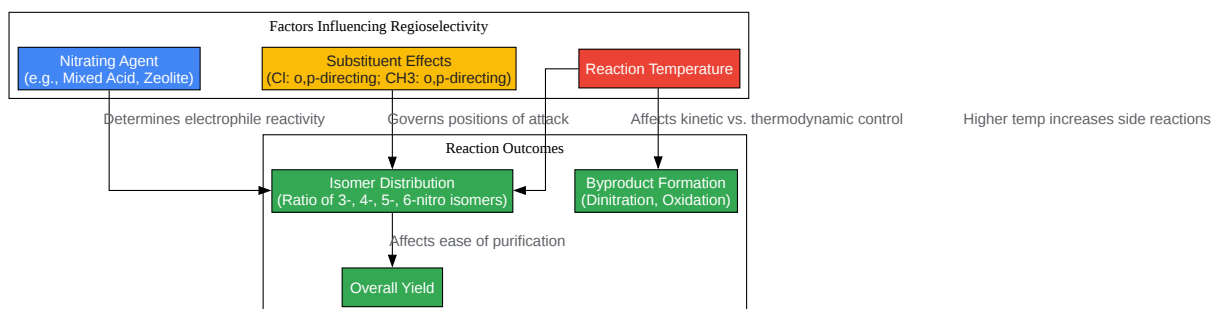 Factors Influencing Regioselectivity
Nitrating Agent
(e.g., Mixed Acid, Zeolite)
Substituent Effects
(Cl: o,p-directing; CH3: o,p-directing)
Reaction Temperature
Determines electrophile reactivity
Governs positions of attack
Affects kinetic vs. thermodynamic control
Higher temp increases side reactions
Reaction Outcomes
Isomer Distribution
(Ratio of 3-, 4-, 5-, 6-nitro isomers)
Byproduct Formation
(Dinitration, Oxidation)
Affects ease of purification
Overall Yield